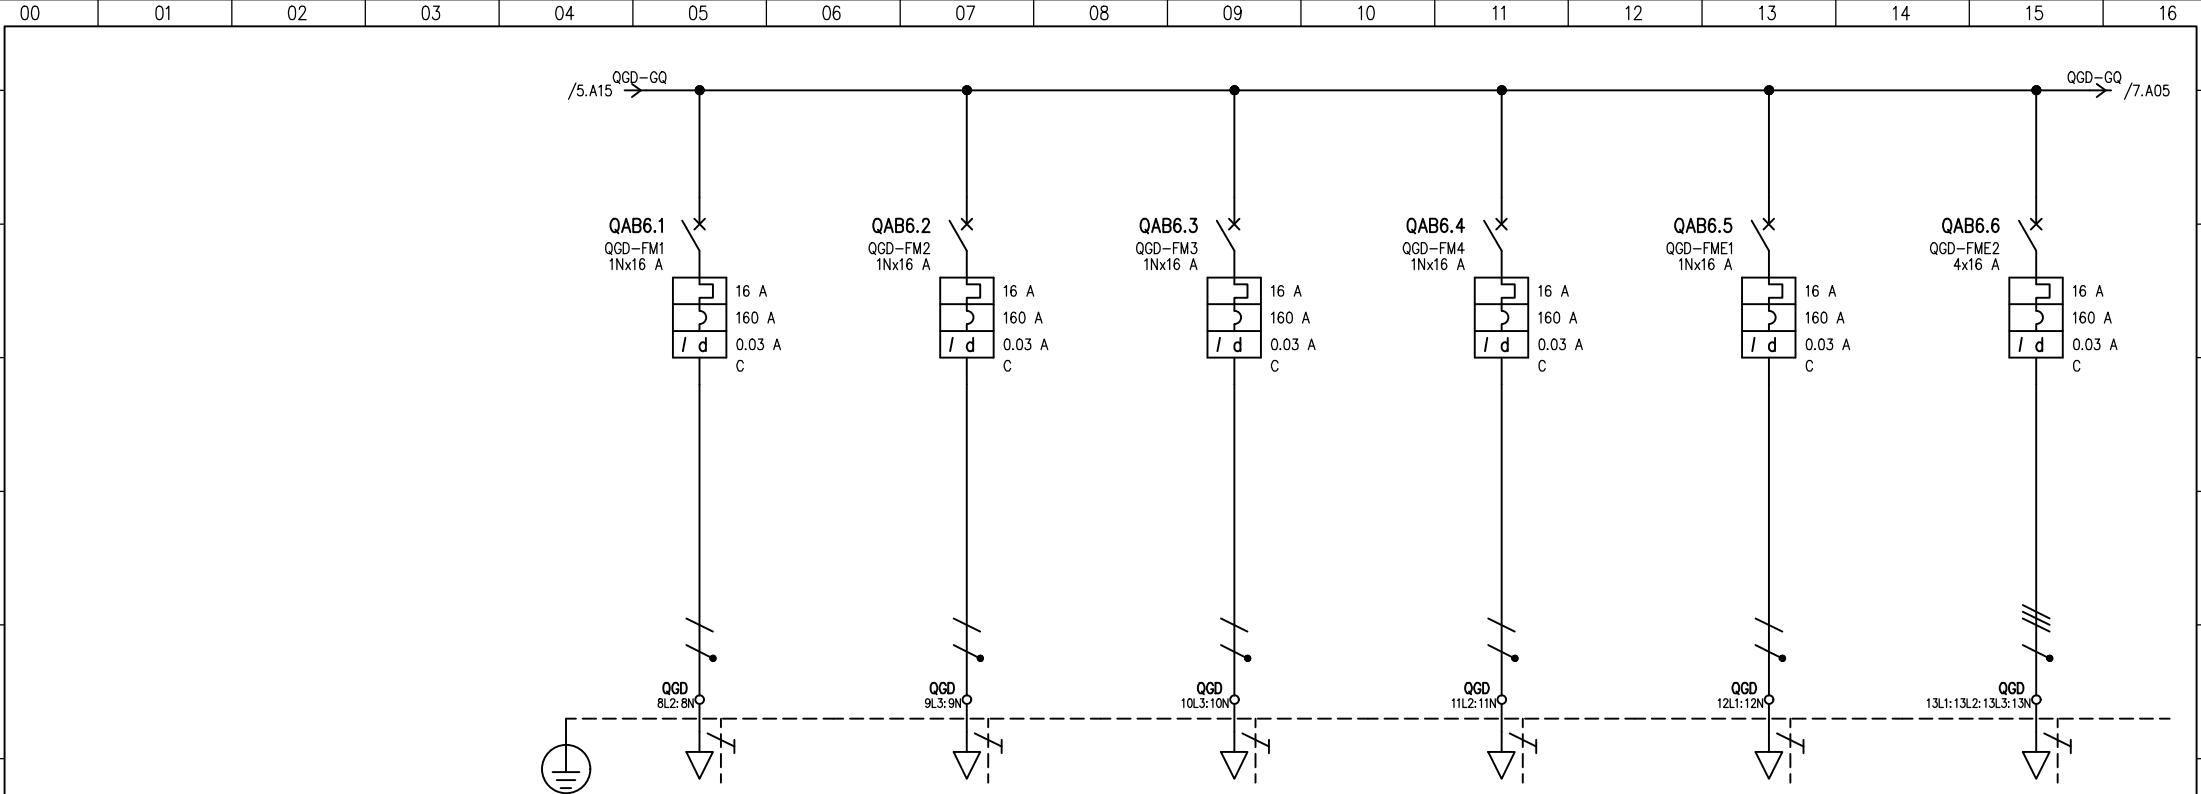 00 01 02 03 04 05 06 07 08 09 10 11 12 13 14 15 16
QGD-GQ QGD-GQ
/5.A15 /7.A05
QAB6.1 QAB6.2 QAB6.3 QAB6.4 QAB6.5 QAB6.6
QGD-FM1 QGD-FM2 QGD-FM3 QGD-FM4 QGD-FME1 QGD-FME2
1Nx16 A 1Nx16 A 1Nx16 A 1Nx16 A 1Nx16 A 4x16 A
16 A 16 A 16 A 16 A 16 A 16 A
160 A 160 A 160 A 160 A 160 A 160 A
I d 0.03 A I d 0.03 A I d 0.03 A I d 0.03 A I d 0.03 A I d 0.03 A
C C C C C C
QGD QGD QGD QGD QGD QGD
8L2:8N 9L3:9N 10L3:10N 11L2:11N 12L1:12N 13L1:13L2:13L3:13N